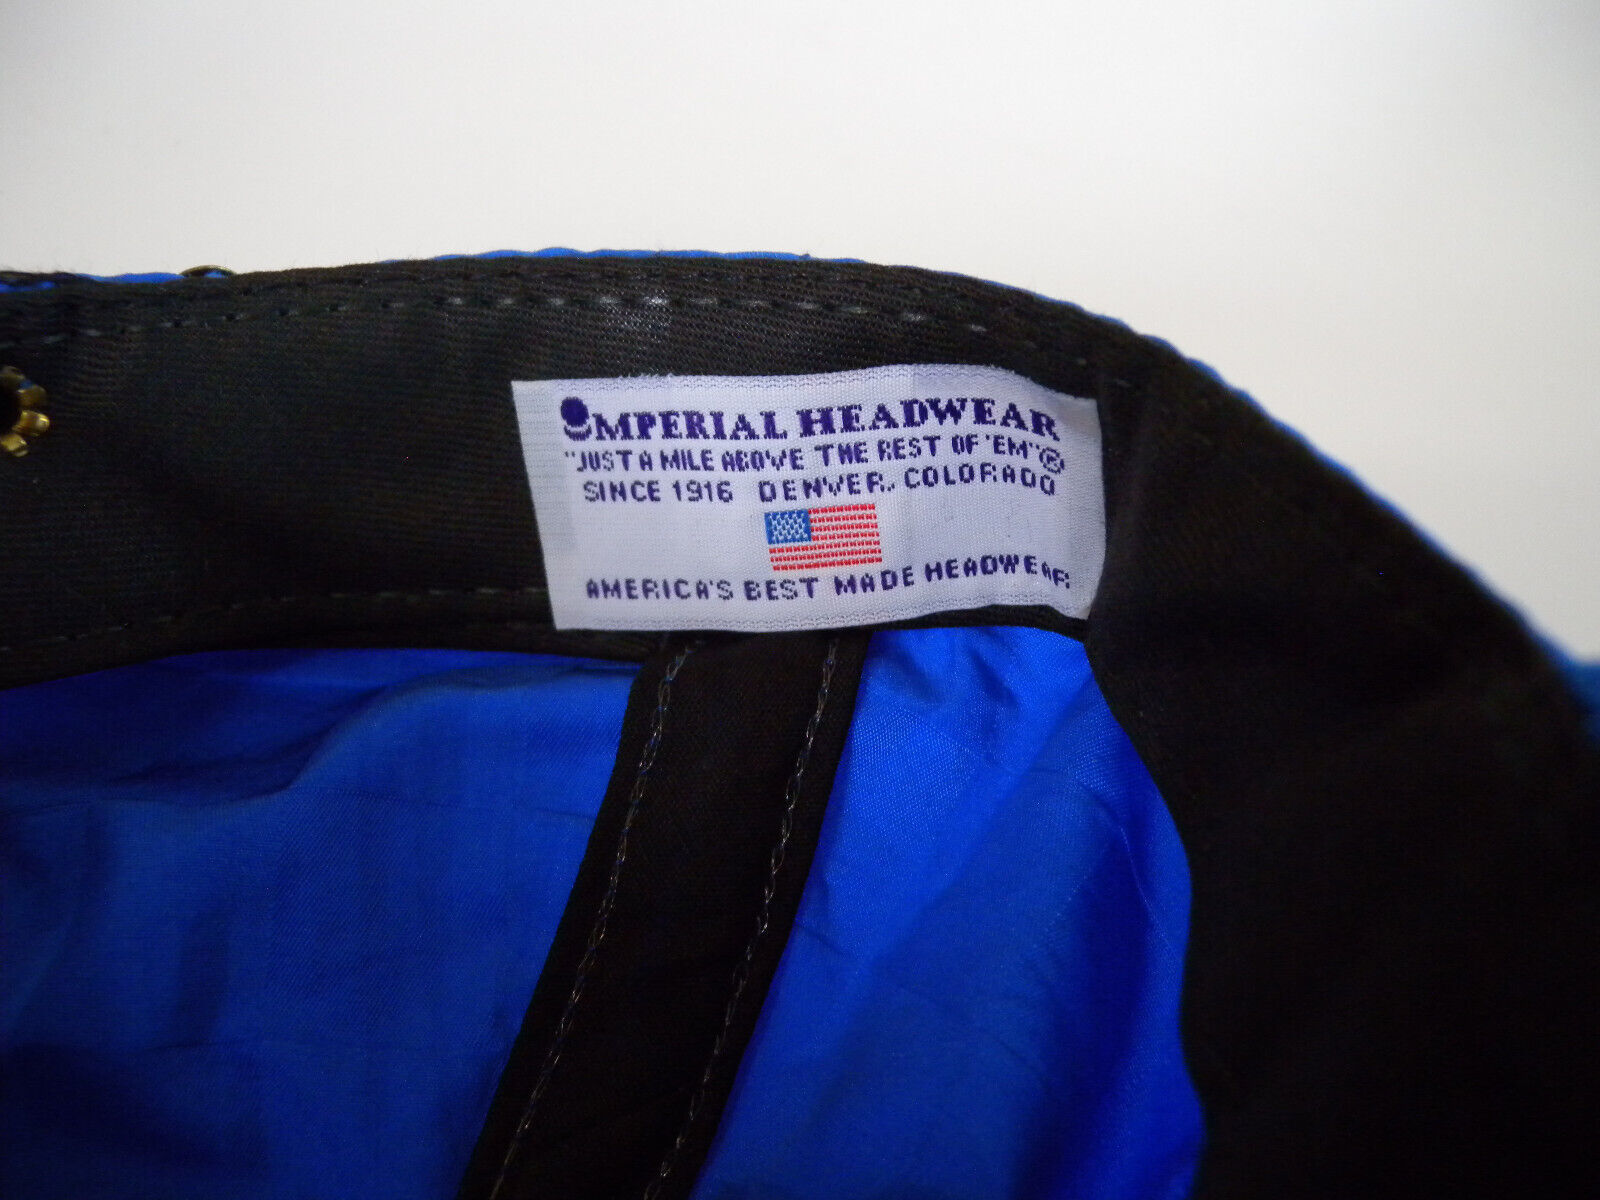 IMPERIAL HEADWEAR
"JUST A MILE ABOVE THE REST OF 'EM"®
SINCE 1916 DENVER, COLORADO
AMERICA'S BEST MADE HEADWEAR